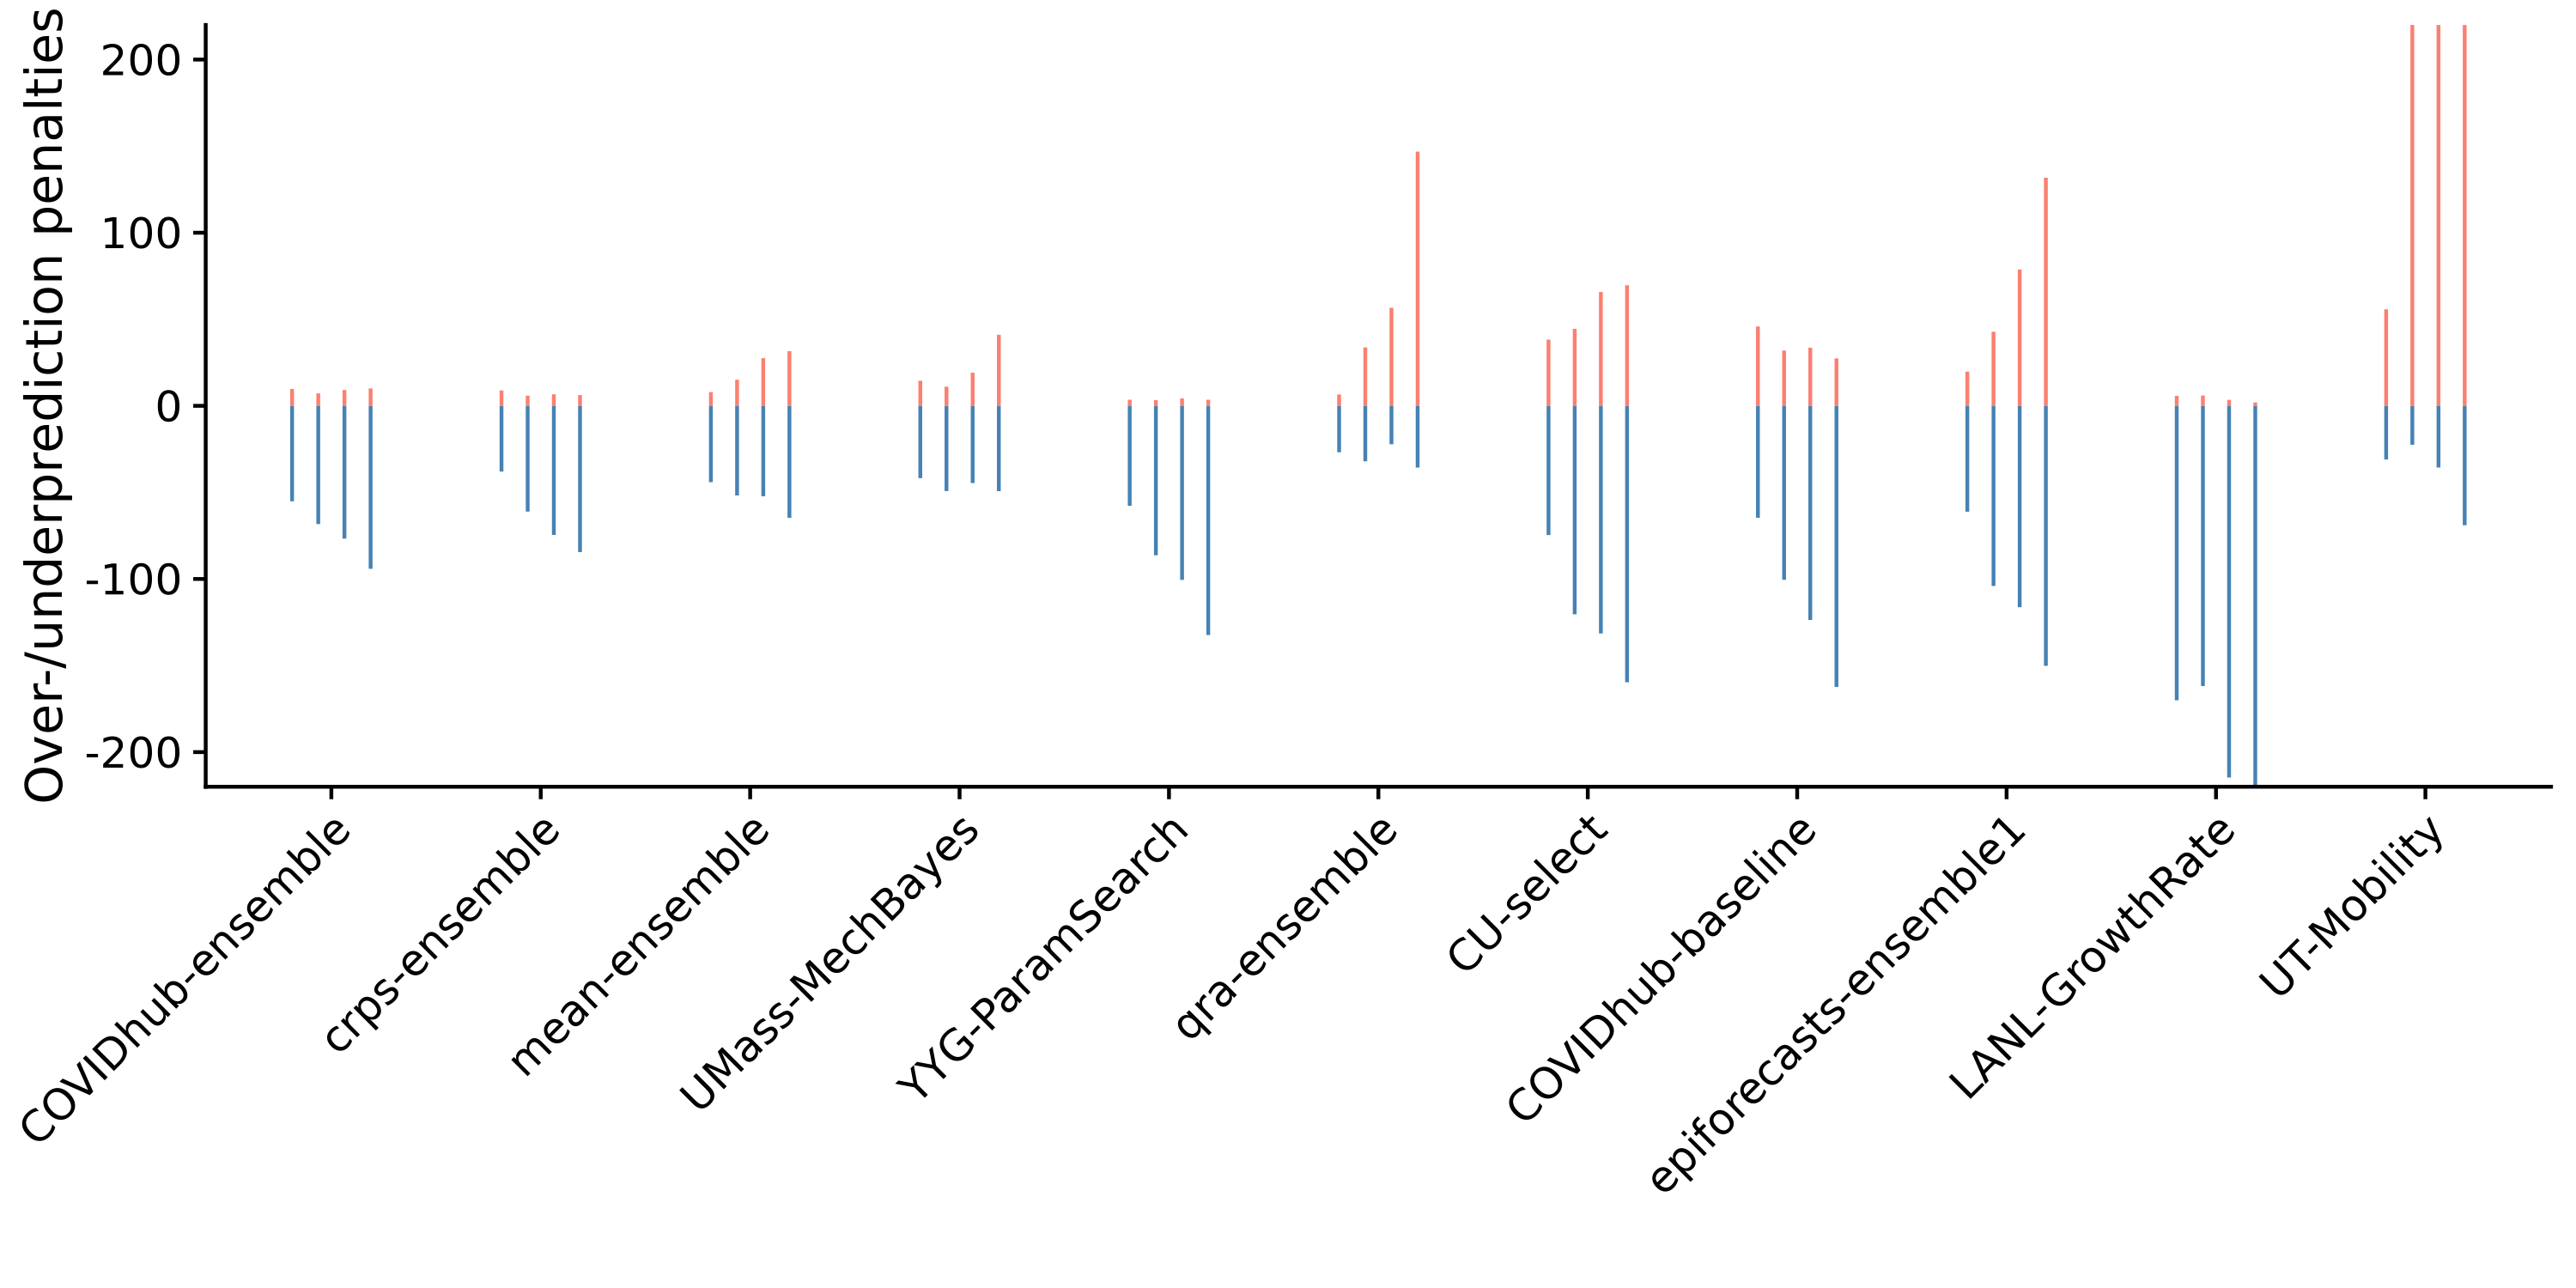 Over-/underprediction penalties
200
100
0
-100
-200
COVIDhub-ensemble
crps-ensemble
mean-ensemble
UMass-MechBayes
YYG-ParamSearch
qra-ensemble
CU-select
COVIDhub-baseline
epiforecasts-ensemble1
LANL-GrowthRate
UT-Mobility